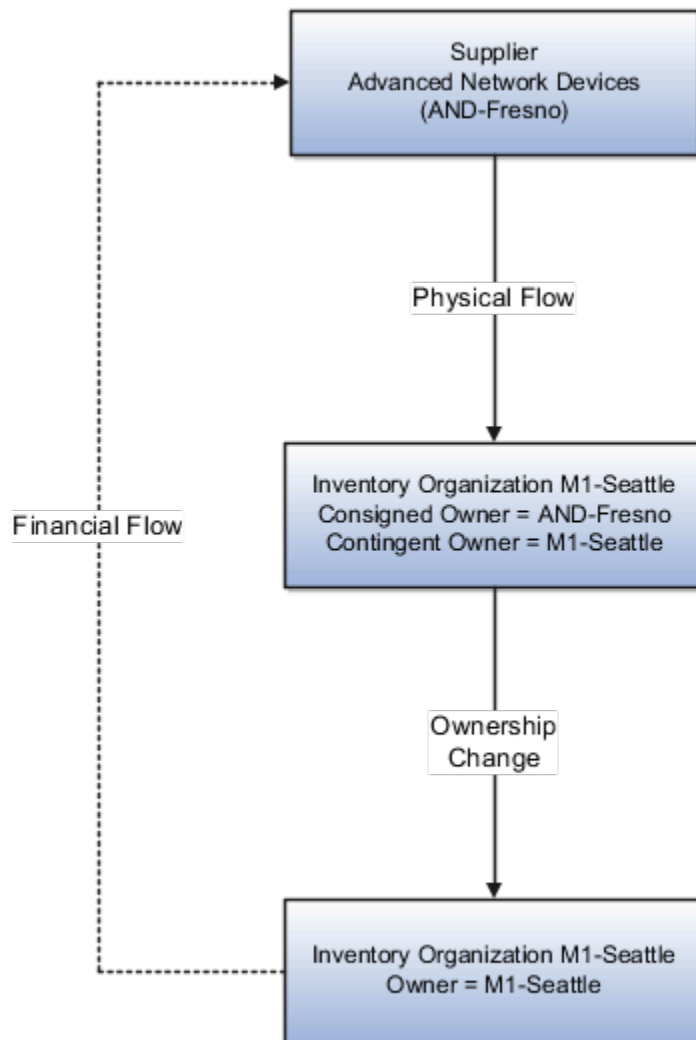 Supplier
Advanced Network Devices
(AND-Fresno)
Physical Flow
Inventory Organization M1-Seattle
Consigned Owner = AND-Fresno
Contingent Owner = M1-Seattle
Financial Flow
Ownership
Change
Inventory Organization M1-Seattle
Owner = M1-Seattle